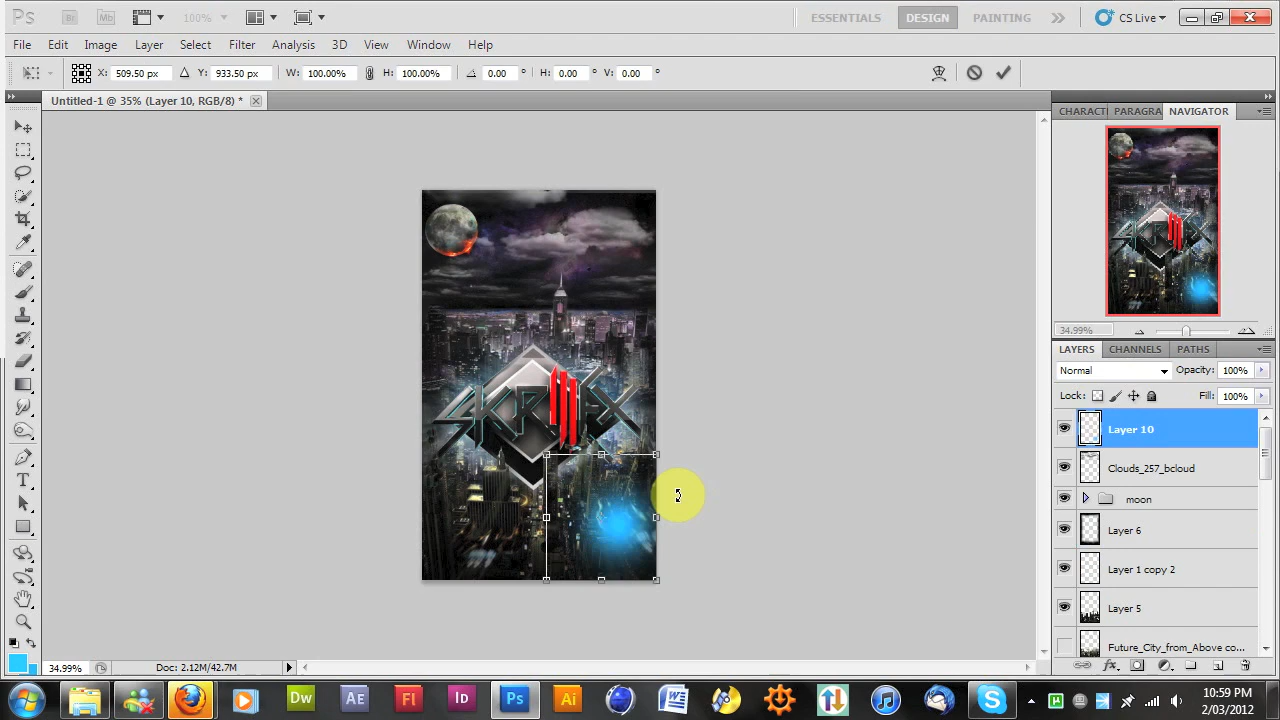 Ps Br Mb 100% ESSENTIALS DESIGN PAINTING CS Live
File Edit Image Layer Select Filter Analysis 3D View Window Help
X: 509.50 px Y: 933.50 px W: 100.00% H: 100.00% 0.00 ° H: 0.00 ° V: 0.00 °
Untitled-1 @ 35% (Layer 10, RGB/8) *
CHARACT PARAGRA NAVIGATOR
SKRILLEX
34.99%
LAYERS CHANNELS PATHS
Normal Opacity: 100%
Lock: Fill: 100%
Layer 10
Clouds_257_bcloud
moon
Layer 6
Layer 1 copy 2
Layer 5
Future_City_from_Above co...
34.99% Doc: 2.12M/42.7M
Dw AE Fl Id Ps Ai W S
10:59 PM
2/03/2012